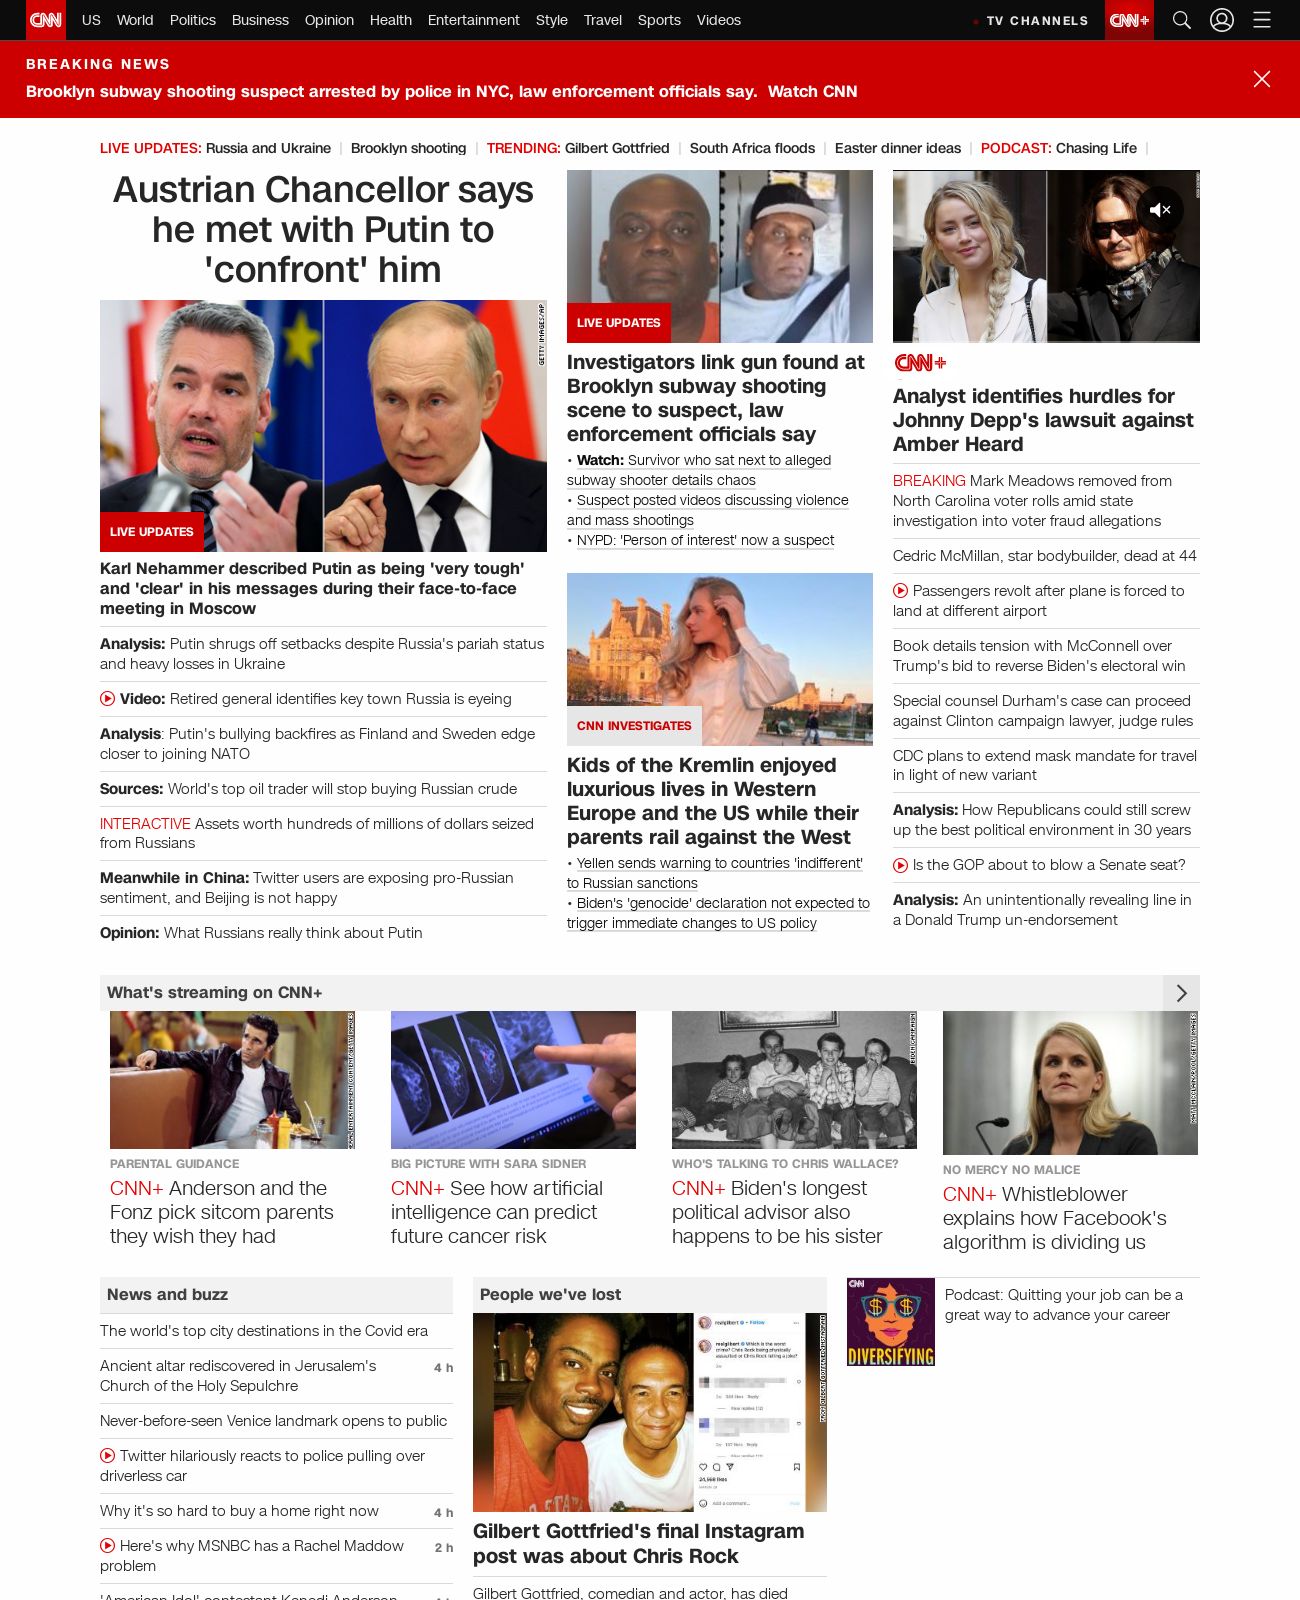 CNN US World Politics Business Opinion Health Entertainment Style Travel Sports Videos TV CHANNELS CNN+
BREAKING NEWS
Brooklyn subway shooting suspect arrested by police in NYC, law enforcement officials say. Watch CNN
LIVE UPDATES: Russia and Ukraine | Brooklyn shooting | TRENDING: Gilbert Gottfried | South Africa floods | Easter dinner ideas | PODCAST: Chasing Life |
Austrian Chancellor says
he met with Putin to
'confront' him
GETTY IMAGES/AP
LIVE UPDATES
Karl Nehammer described Putin as being 'very tough'
and 'clear' in his messages during their face-to-face
meeting in Moscow
Analysis: Putin shrugs off setbacks despite Russia's pariah status
and heavy losses in Ukraine
Video: Retired general identifies key town Russia is eyeing
Analysis: Putin's bullying backfires as Finland and Sweden edge
closer to joining NATO
Sources: World's top oil trader will stop buying Russian crude
INTERACTIVE Assets worth hundreds of millions of dollars seized
from Russians
Meanwhile in China: Twitter users are exposing pro-Russian
sentiment, and Beijing is not happy
Opinion: What Russians really think about Putin
LIVE UPDATES
Investigators link gun found at
Brooklyn subway shooting
scene to suspect, law
enforcement officials say
• Watch: Survivor who sat next to alleged
subway shooter details chaos
• Suspect posted videos discussing violence
and mass shootings
• NYPD: 'Person of interest' now a suspect
CNN INVESTIGATES
Kids of the Kremlin enjoyed
luxurious lives in Western
Europe and the US while their
parents rail against the West
• Yellen sends warning to countries 'indifferent'
to Russian sanctions
• Biden's 'genocide' declaration not expected to
trigger immediate changes to US policy
CNN+
Analyst identifies hurdles for
Johnny Depp's lawsuit against
Amber Heard
BREAKING Mark Meadows removed from
North Carolina voter rolls amid state
investigation into voter fraud allegations
Cedric McMillan, star bodybuilder, dead at 44
Passengers revolt after plane is forced to
land at different airport
Book details tension with McConnell over
Trump's bid to reverse Biden's electoral win
Special counsel Durham's case can proceed
against Clinton campaign lawyer, judge rules
CDC plans to extend mask mandate for travel
in light of new variant
Analysis: How Republicans could still screw
up the best political environment in 30 years
Is the GOP about to blow a Senate seat?
Analysis: An unintentionally revealing line in
a Donald Trump un-endorsement
What's streaming on CNN+
PARENTAL GUIDANCE
CNN+ Anderson and the
Fonz pick sitcom parents
they wish they had
BIG PICTURE WITH SARA SIDNER
CNN+ See how artificial
intelligence can predict
future cancer risk
BIDEN CAMPAIGN
WHO'S TALKING TO CHRIS WALLACE?
CNN+ Biden's longest
political advisor also
happens to be his sister
NO MERCY NO MALICE
CNN+ Whistleblower
explains how Facebook's
algorithm is dividing us
News and buzz
The world's top city destinations in the Covid era
Ancient altar rediscovered in Jerusalem's 4 h
Church of the Holy Sepulchre
Never-before-seen Venice landmark opens to public
Twitter hilariously reacts to police pulling over
driverless car
Why it's so hard to buy a home right now 4 h
Here's why MSNBC has a Rachel Maddow 2 h
problem
'American Idol' contestant Kenedi Anderson
People we've lost
realgilbert • Follow
realgilbert Which is the worst
crime? Chris Rock being physically
assaulted or Chris Rock telling a joke?
Add a comment...
Gilbert Gottfried's final Instagram
post was about Chris Rock
Gilbert Gottfried, comedian and actor, has died
CNN
DIVERSIFYING
Podcast: Quitting your job can be a
great way to advance your career